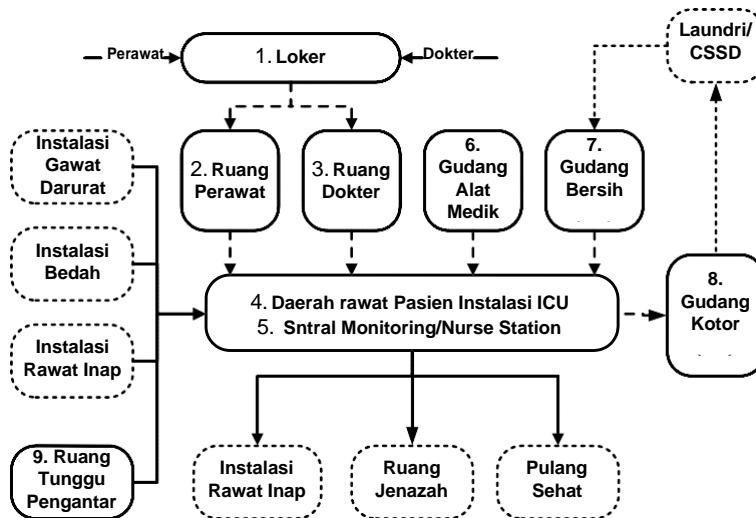 Perawat
1. Loker
Dokter
Laundri/
CSSD
Instalasi
Gawat
Darurat
2. Ruang
Perawat
3. Ruang
Dokter
6.
Gudang
Alat
Medik
7.
Gudang
Bersih
Instalasi
Bedah
4. Daerah rawat Pasien Instalasi ICU
5. Sntral Monitoring/Nurse Station
8.
Gudang
Kotor
Instalasi
Rawat Inap
9. Ruang
Tunggu
Pengantar
Instalasi
Rawat Inap
Ruang
Jenazah
Pulang
Sehat